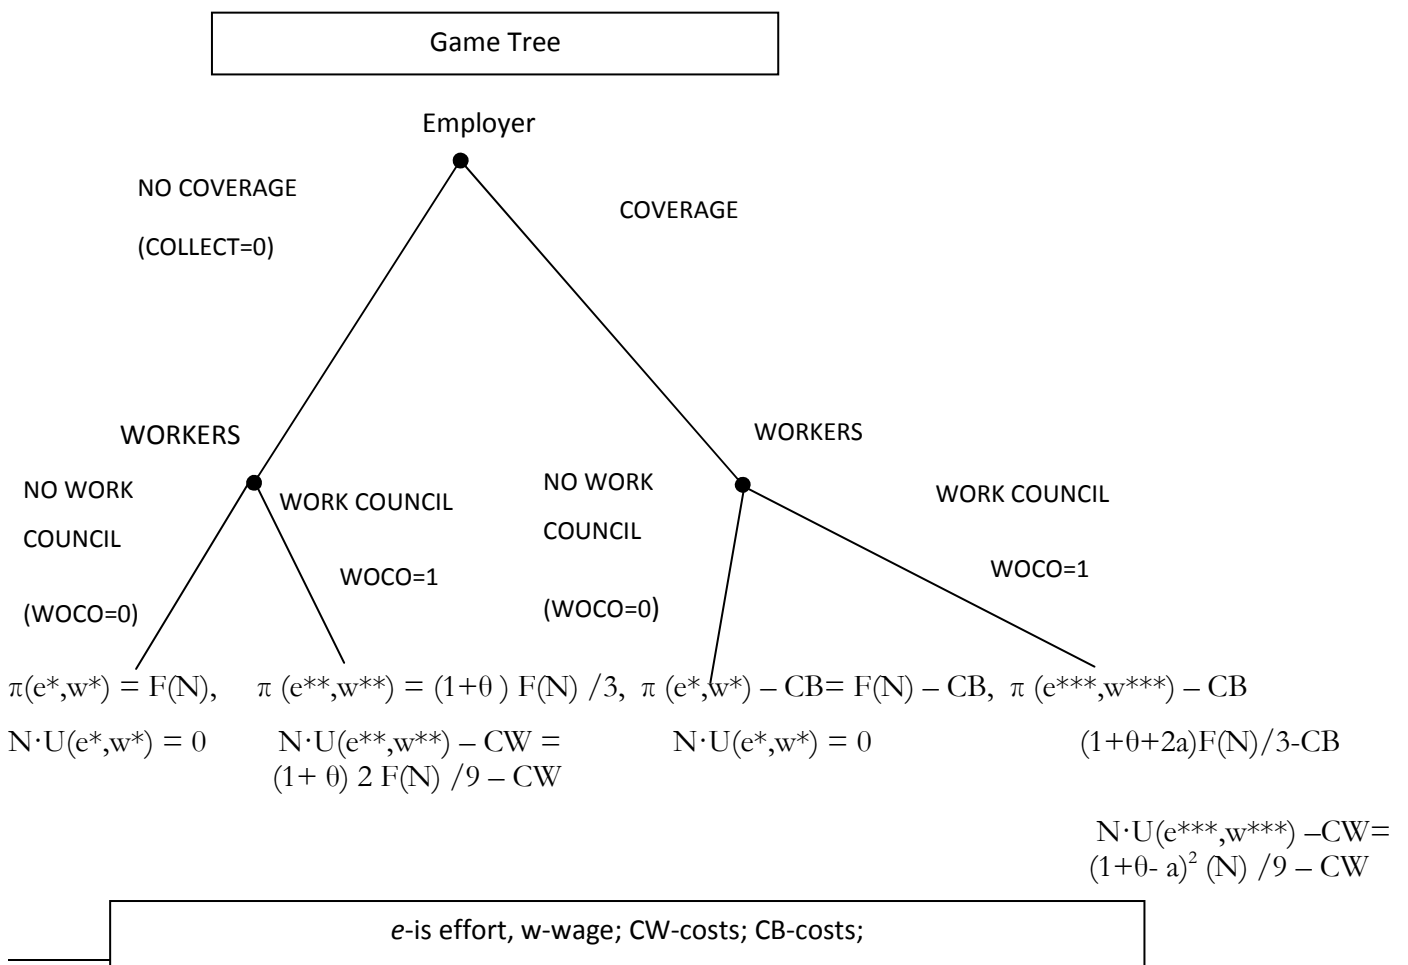 Game Tree
Employer
NO COVERAGE
(COLLECT=0)
COVERAGE
WORKERS
NO WORK
COUNCIL
(WOCO=0)
WORK COUNCIL
WOCO=1
WORKERS
NO WORK
COUNCIL
(WOCO=0)
WORK COUNCIL
WOCO=1
π(e*,w*) = F(N), π (e**,w**) = (1+θ ) F(N) /3, π (e*,w*) – CB= F(N) – CB, π (e***,w***) – CB
N·U(e*,w*) = 0 N·U(e**,w**) – CW = N·U(e*,w*) = 0 (1+θ+2a)F(N)/3-CB
(1+ θ) 2 F(N) /9 – CW
N·U(e***,w***) –CW=
(1+θ- a)² (N) /9 – CW
e-is effort, w-wage; CW-costs; CB-costs;